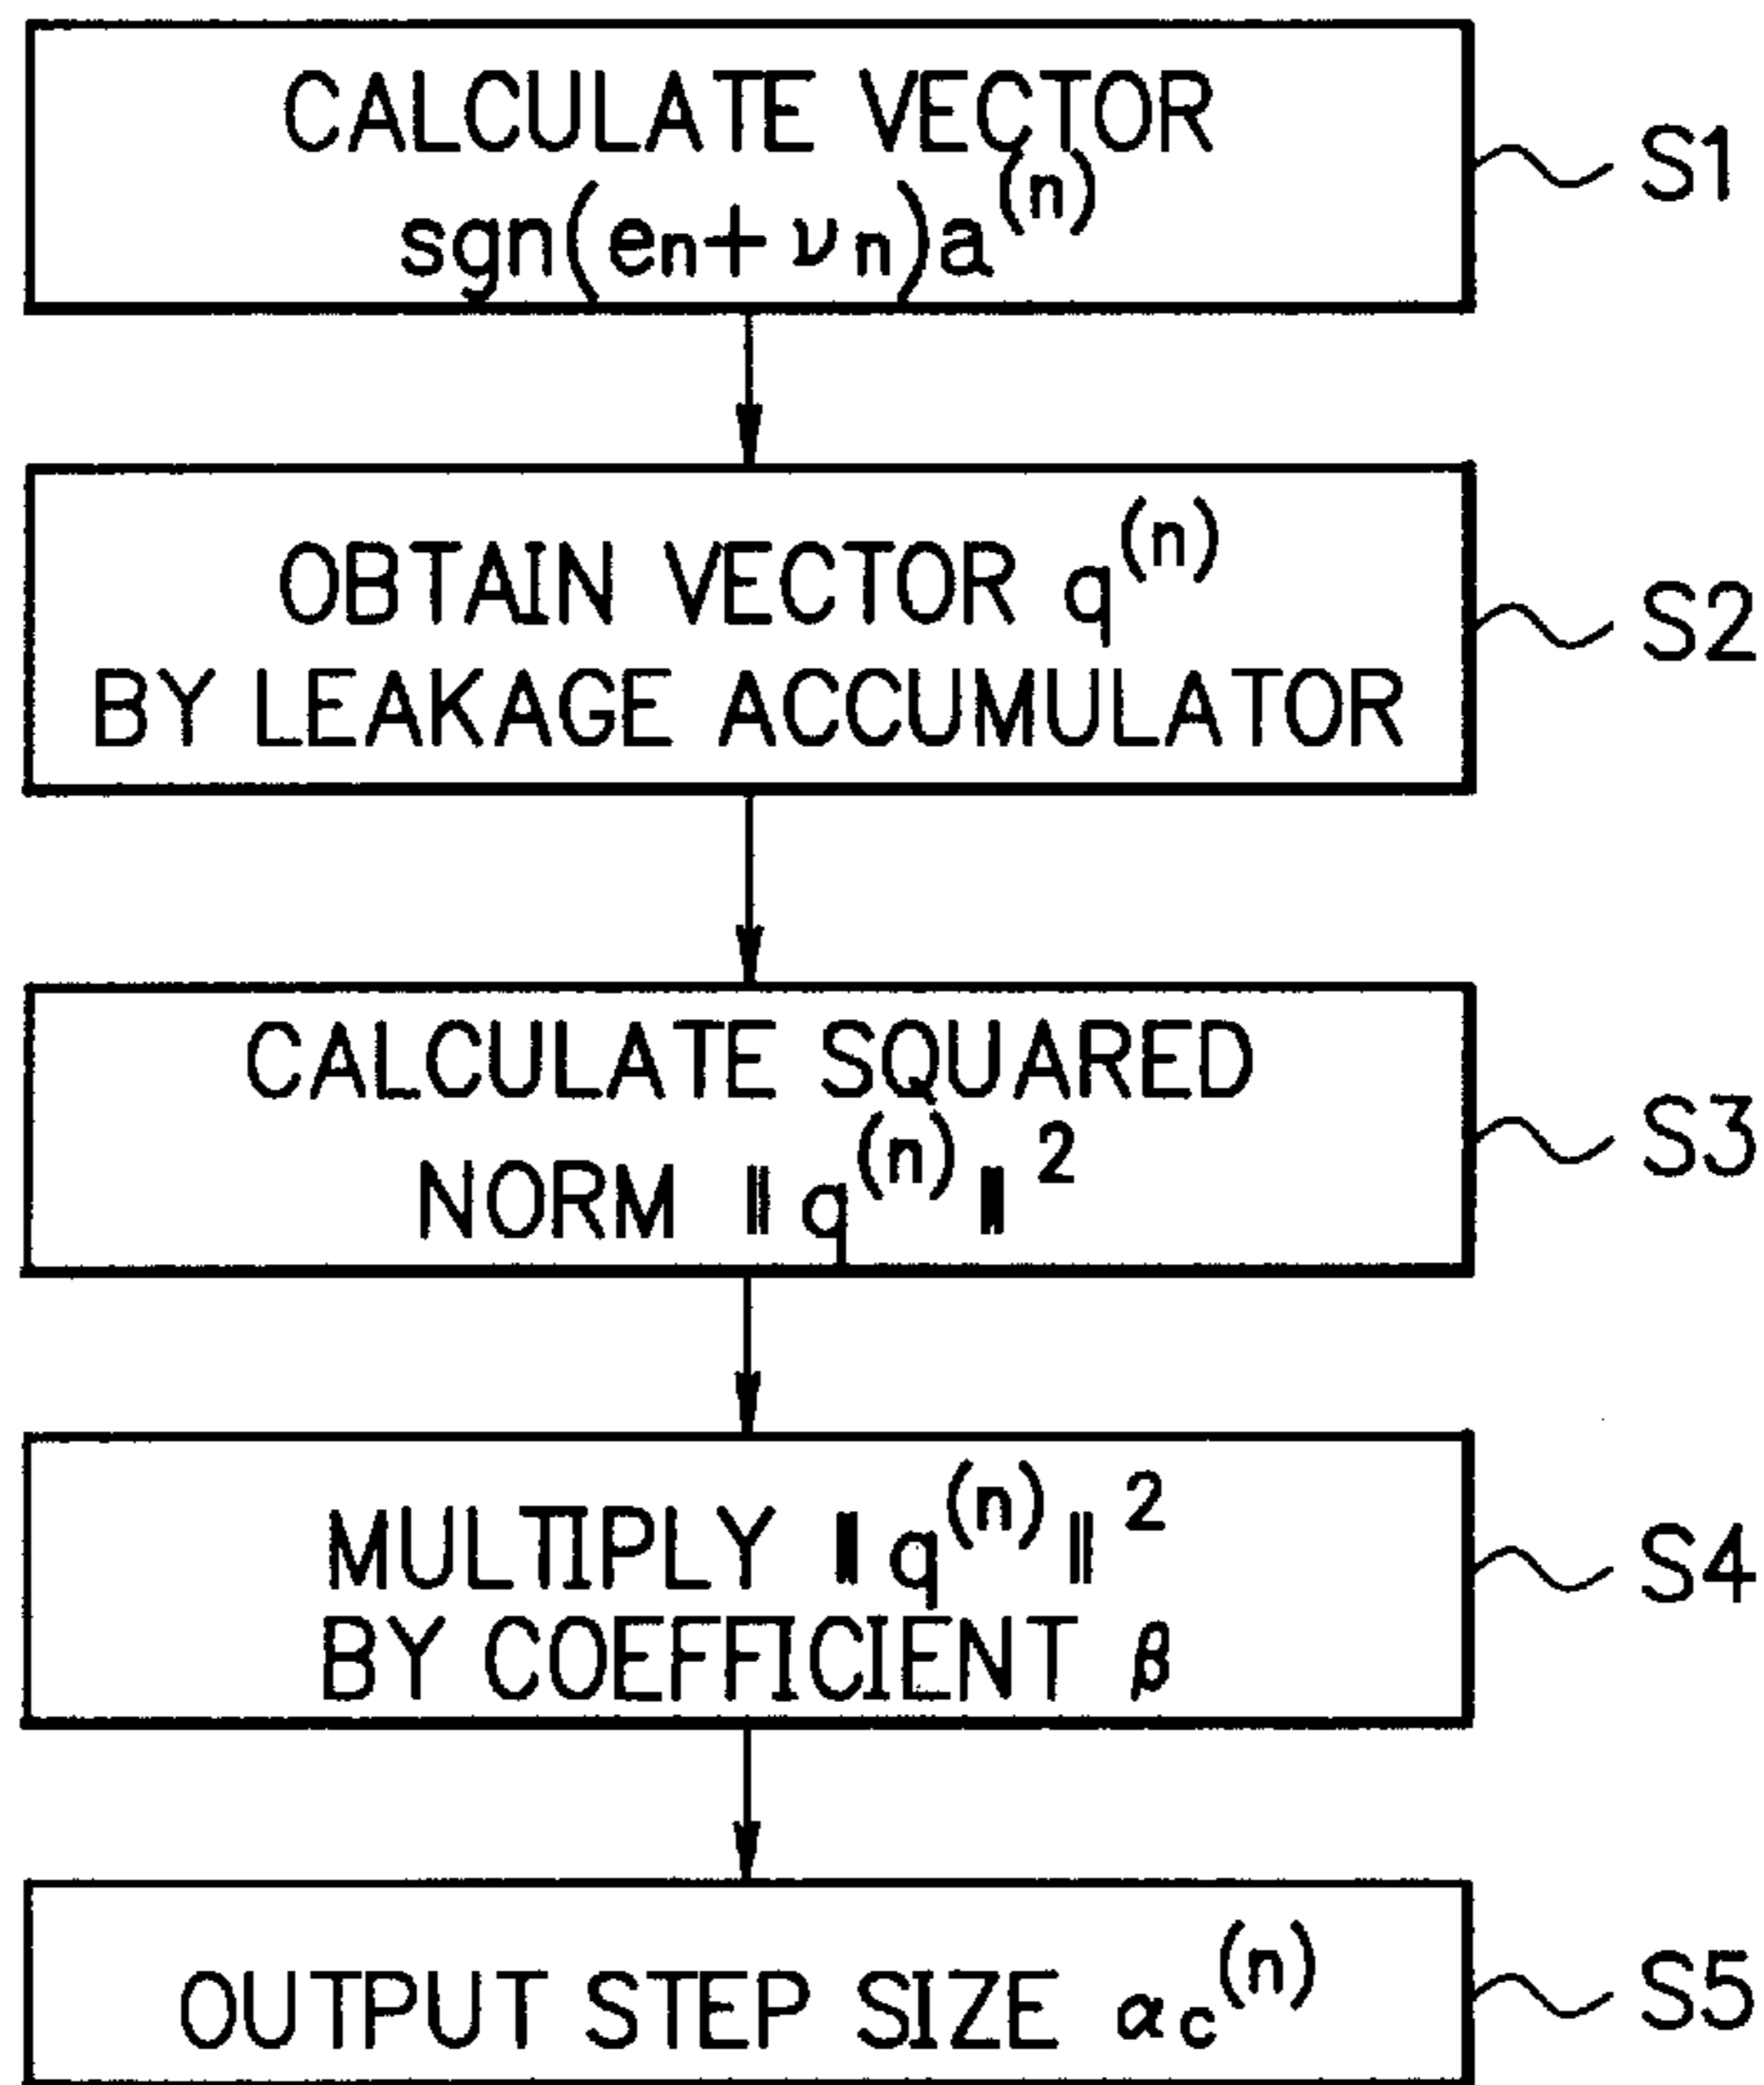 CALCULATE VECTOR
sgn(en+νn)a(n)
S1
OBTAIN VECTOR q(n)
BY LEAKAGE ACCUMULATOR
S2
CALCULATE SQUARED
NORM ‖q(n)‖2
S3
MULTIPLY ‖q(n)‖2
BY COEFFICIENT β
S4
OUTPUT STEP SIZE αc(n)
S5